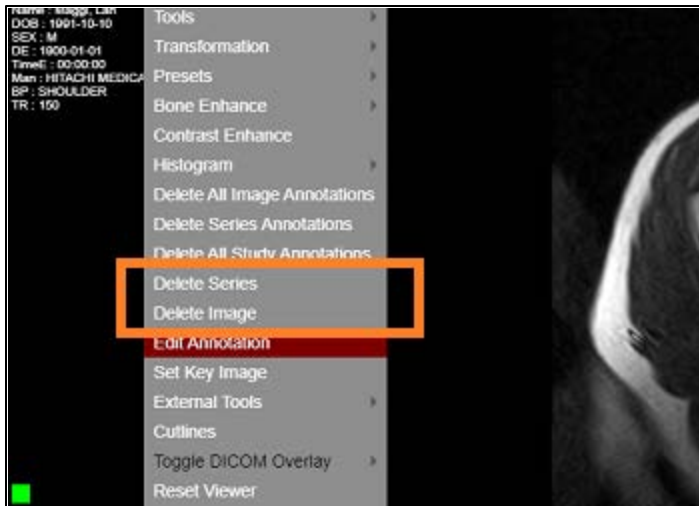 DOB : 1991-10-10
SEX : M
DE : 1900-01-01
TimeE : 00:00:00
Man : HITACHI MEDICA
BP : SHOULDER
TR : 150
Tools
Transformation
Presets
Bone Enhance
Contrast Enhance
Histogram
Delete All Image Annotations
Delete Series Annotations
Delete All Study Annotations
Delete Series
Delete Image
Edit Annotation
Set Key Image
External Tools
Cutlines
Toggle DICOM Overlay
Reset Viewer